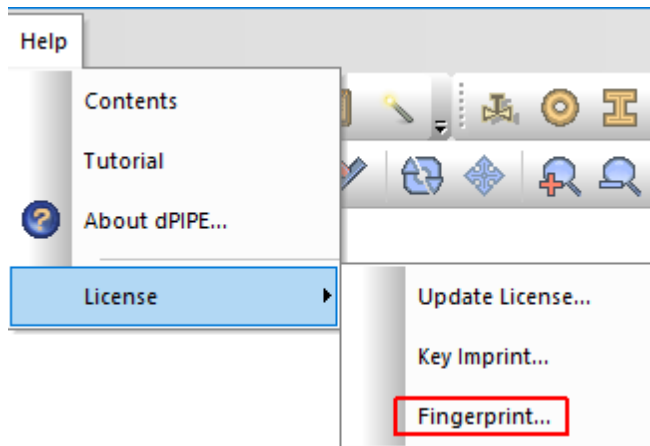 Help
Contents
Tutorial
About dPIPE...
License
Update License...
Key Imprint...
Fingerprint...